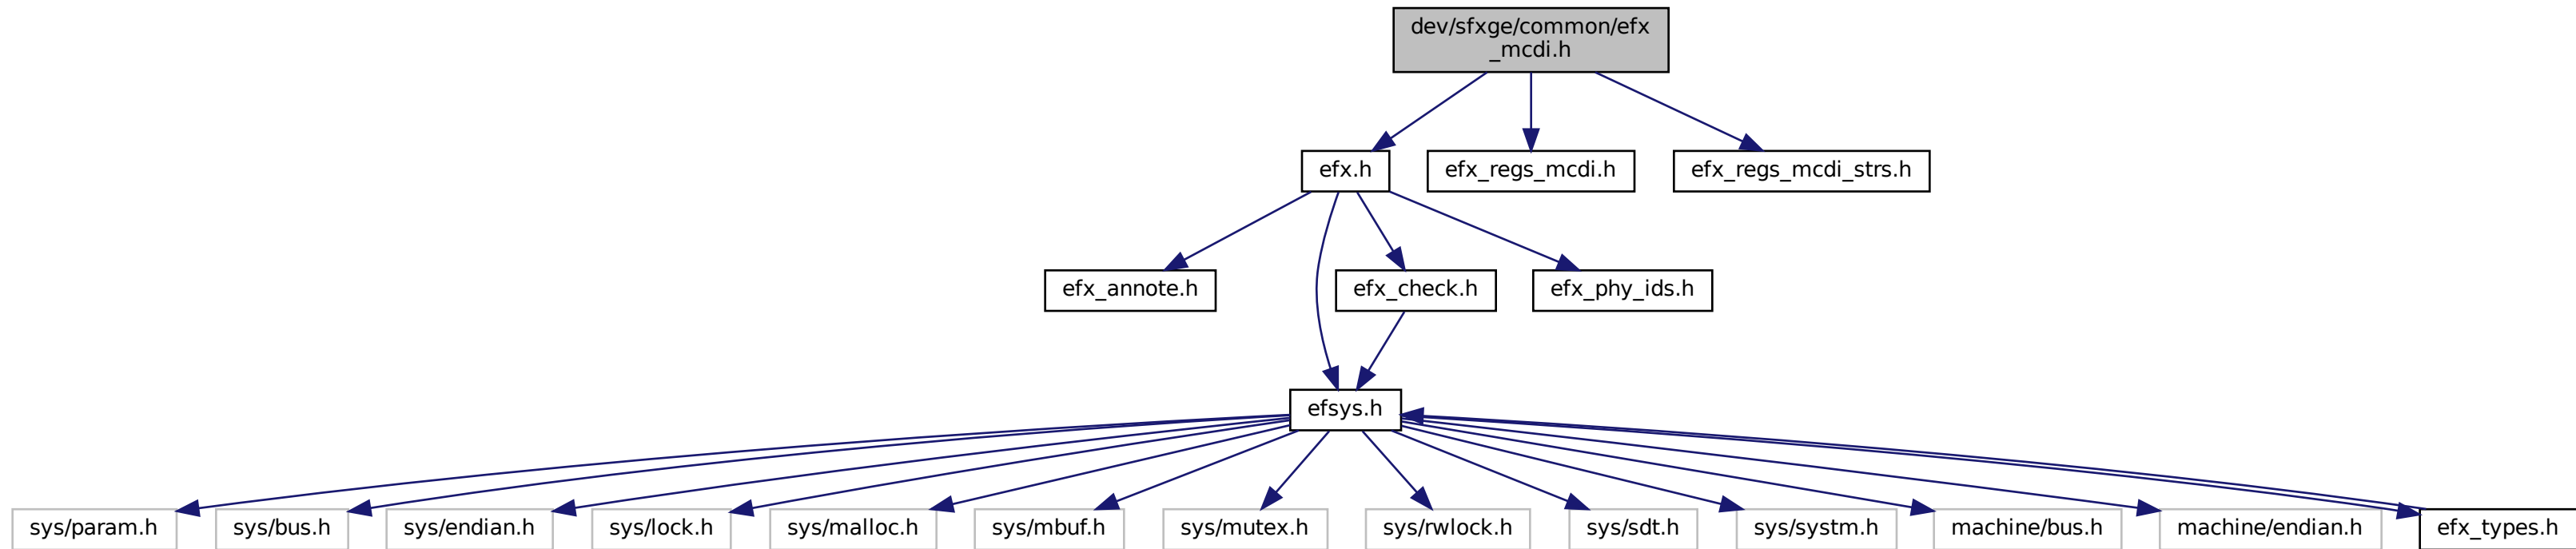 dev/sfxge/common/efx
_mcdi.h
efx.h
efx_regs_mcdi.h
efx_regs_mcdi_strs.h
efx_annote.h
efx_check.h
efx_phy_ids.h
efsys.h
sys/param.h
sys/bus.h
sys/endian.h
sys/lock.h
sys/malloc.h
sys/mbuf.h
sys/mutex.h
sys/rwlock.h
sys/sdt.h
sys/systm.h
machine/bus.h
machine/endian.h
efx_types.h